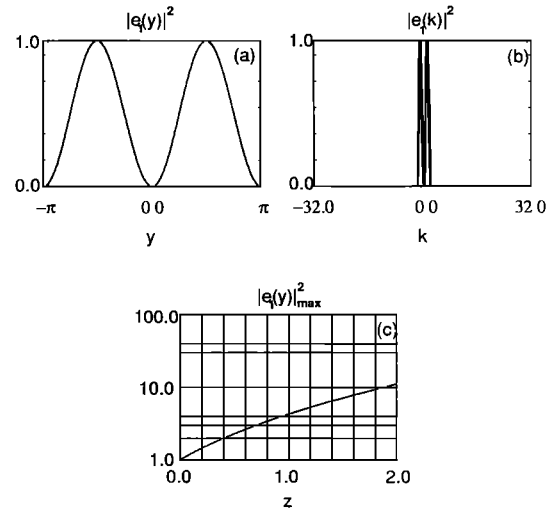 |e₁(y)|²
|e₁(k)|²
1.0
(a)
1.0
(b)
0.0
0.0
−π
0 0
π
−32.0
0 0
32 0
y
k
|e₁(y)|²max
100.0
(c)
10.0
1.0
0.0
1.0
2.0
z